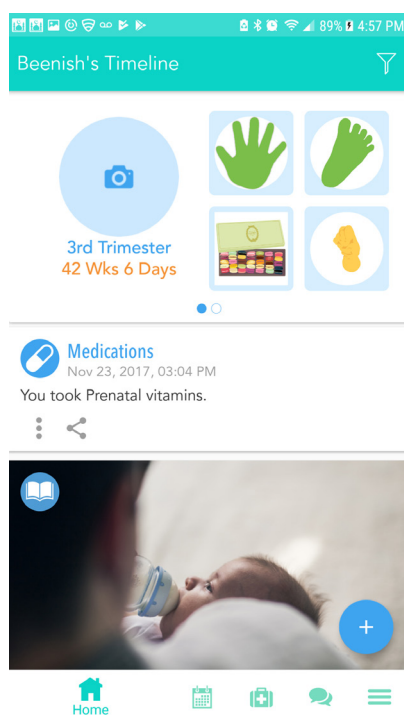 89% 4:57 PM
Beenish's Timeline
3rd Trimester
42 Wks 6 Days
Medications
Nov 23, 2017, 03:04 PM
You took Prenatal vitamins.
+
Home